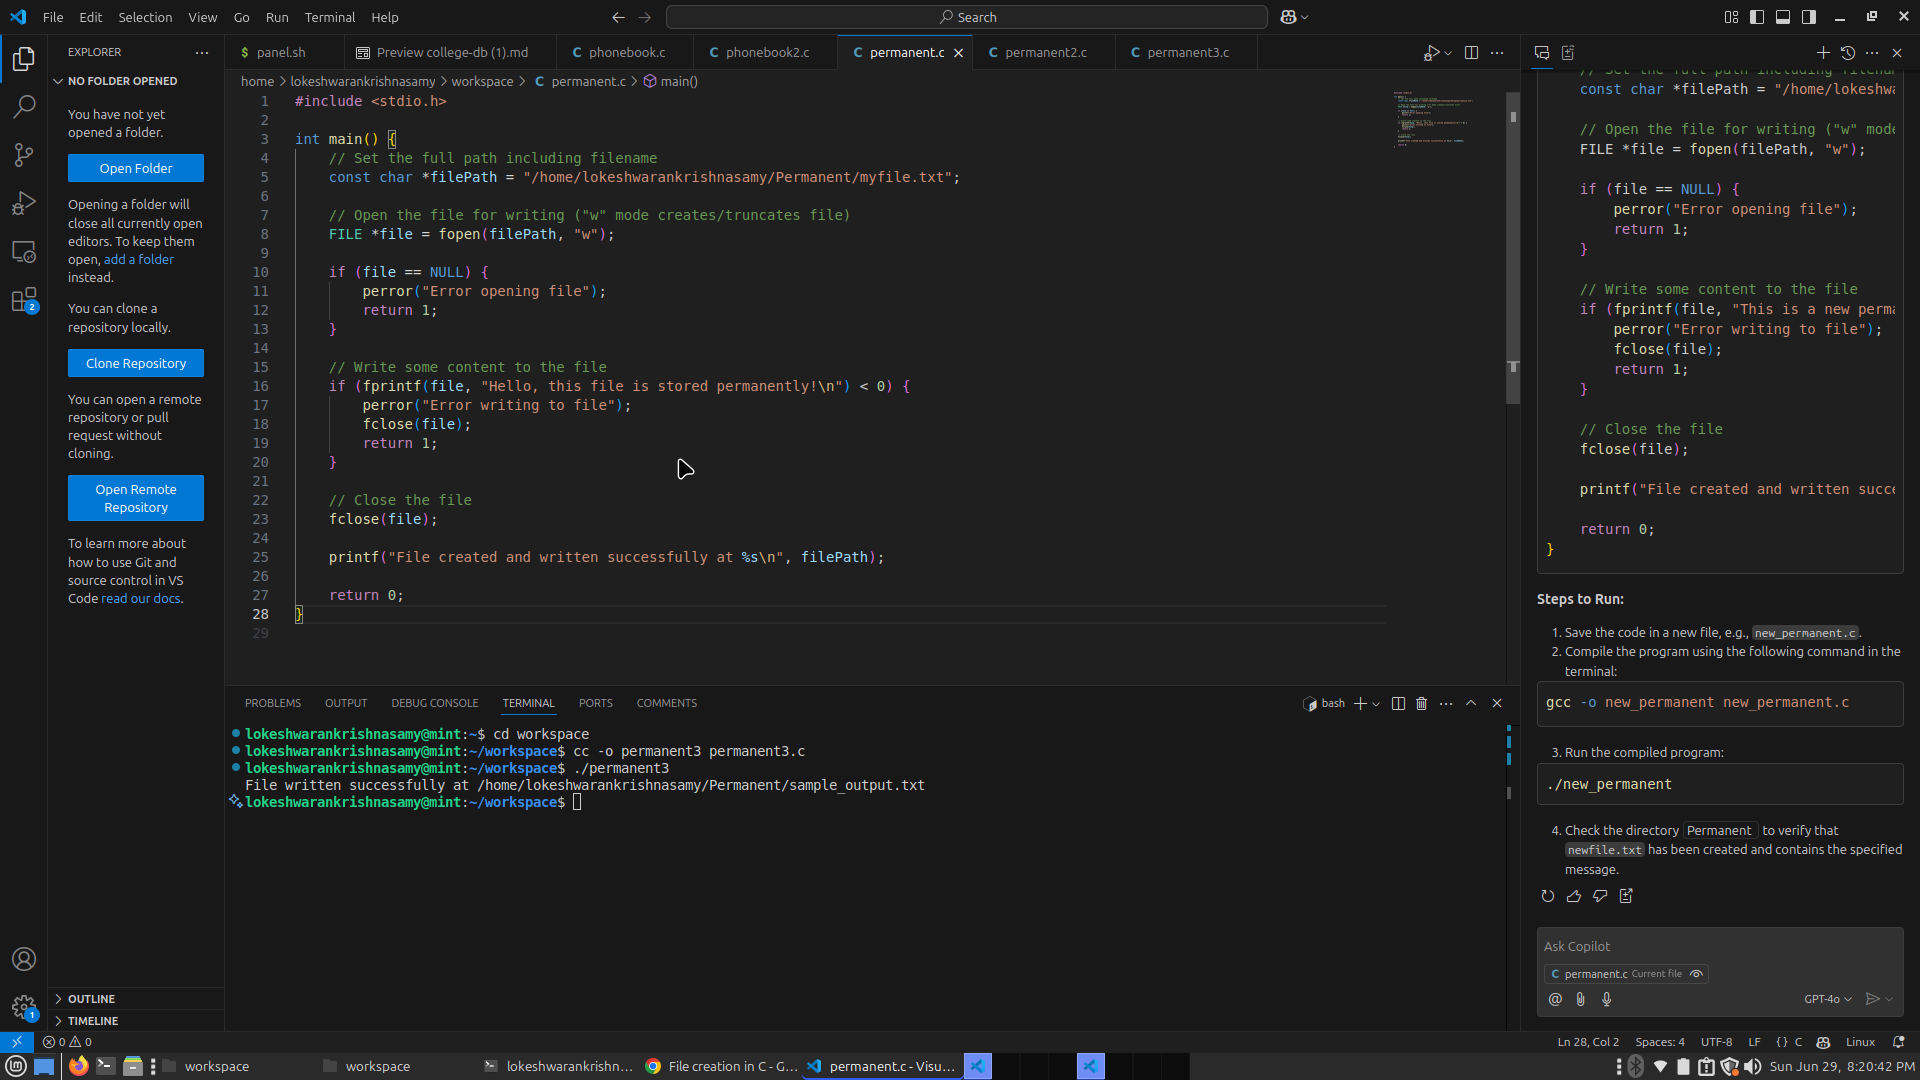 File Edit Selection View Go Run Terminal Help
Search
EXPLORER
NO FOLDER OPENED
You have not yet
opened a folder.
Open Folder
Opening a folder will
close all currently open
editors. To keep them
open, add a folder
instead.
You can clone a
repository locally.
Clone Repository
You can open a remote
repository or pull
request without
cloning.
Open Remote
Repository
To learn more about
how to use Git and
source control in VS
Code read our docs.
OUTLINE
TIMELINE
2
1
$ panel.sh
Preview college-db (1).md
C phonebook.c
C phonebook2.c
C permanent.c
C permanent2.c
C permanent3.c
home > lokeshwarankrishnasamy > workspace > C permanent.c > main()
1 #include <stdio.h>
2
3 int main() {
4 // Set the full path including filename
5 const char *filePath = "/home/lokeshwarankrishnasamy/Permanent/myfile.txt";
6
7 // Open the file for writing ("w" mode creates/truncates file)
8 FILE *file = fopen(filePath, "w");
9
10 if (file == NULL) {
11 perror("Error opening file");
12 return 1;
13 }
14
15 // Write some content to the file
16 if (fprintf(file, "Hello, this file is stored permanently!\n") < 0) {
17 perror("Error writing to file");
18 fclose(file);
19 return 1;
20 }
21
22 // Close the file
23 fclose(file);
24
25 printf("File created and written successfully at %s\n", filePath);
26
27 return 0;
28 }
29
PROBLEMS OUTPUT DEBUG CONSOLE TERMINAL PORTS COMMENTS
bash
lokeshwarankrishnasamy@mint:~$ cd workspace
lokeshwarankrishnasamy@mint:~/workspace$ cc -o permanent3 permanent3.c
lokeshwarankrishnasamy@mint:~/workspace$ ./permanent3
File written successfully at /home/lokeshwarankrishnasamy/Permanent/sample_output.txt
lokeshwarankrishnasamy@mint:~/workspace$
// Set the full path including filenam
const char *filePath = "/home/lokeshwa
// Open the file for writing ("w" mode
FILE *file = fopen(filePath, "w");
if (file == NULL) {
perror("Error opening file");
return 1;
}
// Write some content to the file
if (fprintf(file, "This is a new perma
perror("Error writing to file");
fclose(file);
return 1;
}
// Close the file
fclose(file);
printf("File created and written succe
return 0;
}
Steps to Run:
1. Save the code in a new file, e.g., new_permanent.c.
2. Compile the program using the following command in the
terminal:
gcc -o new_permanent new_permanent.c
3. Run the compiled program:
./new_permanent
4. Check the directory Permanent to verify that
newfile.txt has been created and contains the specified
message.
Ask Copilot
C permanent.c Current file
GPT-4o
0 0
Ln 28, Col 2 Spaces: 4 UTF-8 LF {} C Linux
workspace
workspace
lokeshwarankrishn...
File creation in C - G...
permanent.c - Visu...
Sun Jun 29, 8:20:42 PM